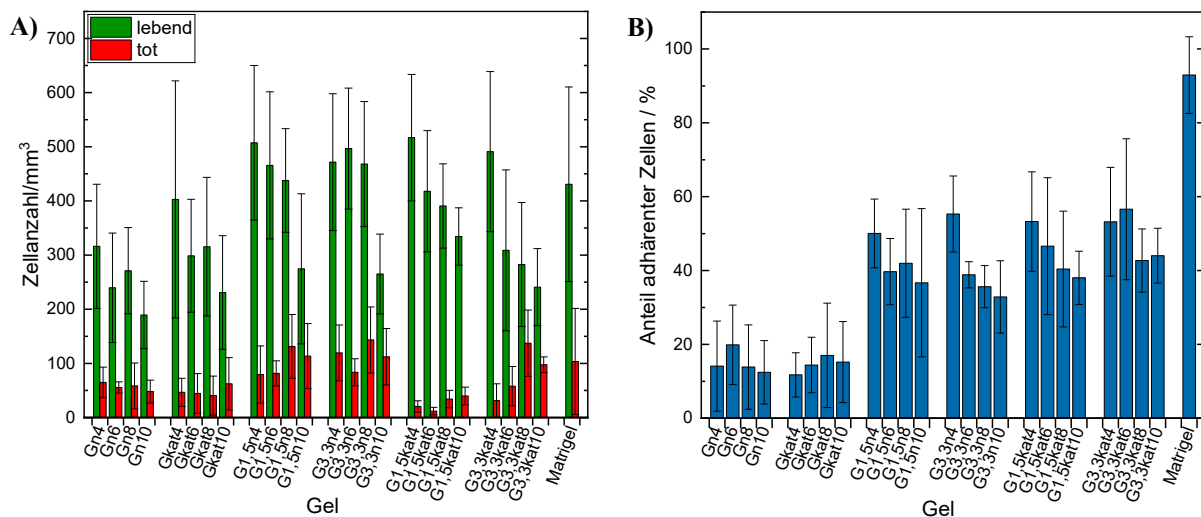 A)
lebend
tot
700
600
500
400
300
200
100
0
Zellanzahl/mm³
Gn4 Gn6 Gn8 Gn10 Gkat4 Gkat6 Gkat8 Gkat10 G1,5n4 G1,5n6 G1,5n8 G1,5n10 G3,3n4 G3,3n6 G3,3n8 G3,3n10 G1,5kat4 G1,5kat6 G1,5kat8 G1,5kat10 G3,3kat4 G3,3kat6 G3,3kat8 G3,3kat10 Matrigel
Gel
B)
100
80
60
40
20
0
Anteil adhärenter Zellen / %
Gn4 Gn6 Gn8 Gn10 Gkat4 Gkat6 Gkat8 Gkat10 G1,5n4 G1,5n6 G1,5n8 G1,5n10 G3,3n4 G3,3n6 G3,3n8 G3,3n10 G1,5kat4 G1,5kat6 G1,5kat8 G1,5kat10 G3,3kat4 G3,3kat6 G3,3kat8 G3,3kat10 Matrigel
Gel